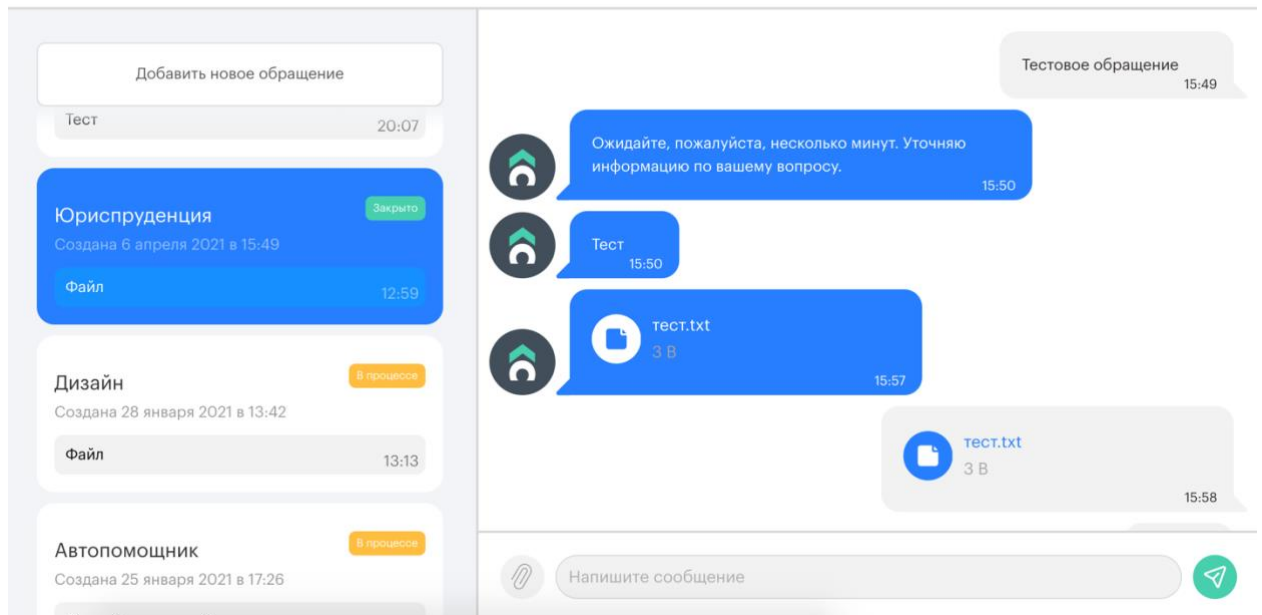 Добавить новое обращение
Тест
20:07
Юриспруденция
Закрыто
Создана 6 апреля 2021 в 15:49
Файл
12:59
Дизайн
В процессе
Создана 28 января 2021 в 13:42
Файл
13:13
Автопомощник
В процессе
Создана 25 января 2021 в 17:26
Тестовое обращение
15:49
Ожидайте, пожалуйста, несколько минут. Уточняю
информацию по вашему вопросу.
15:50
Тест
15:50
тест.txt
3 B
15:57
тест.txt
3 B
15:58
Напишите сообщение